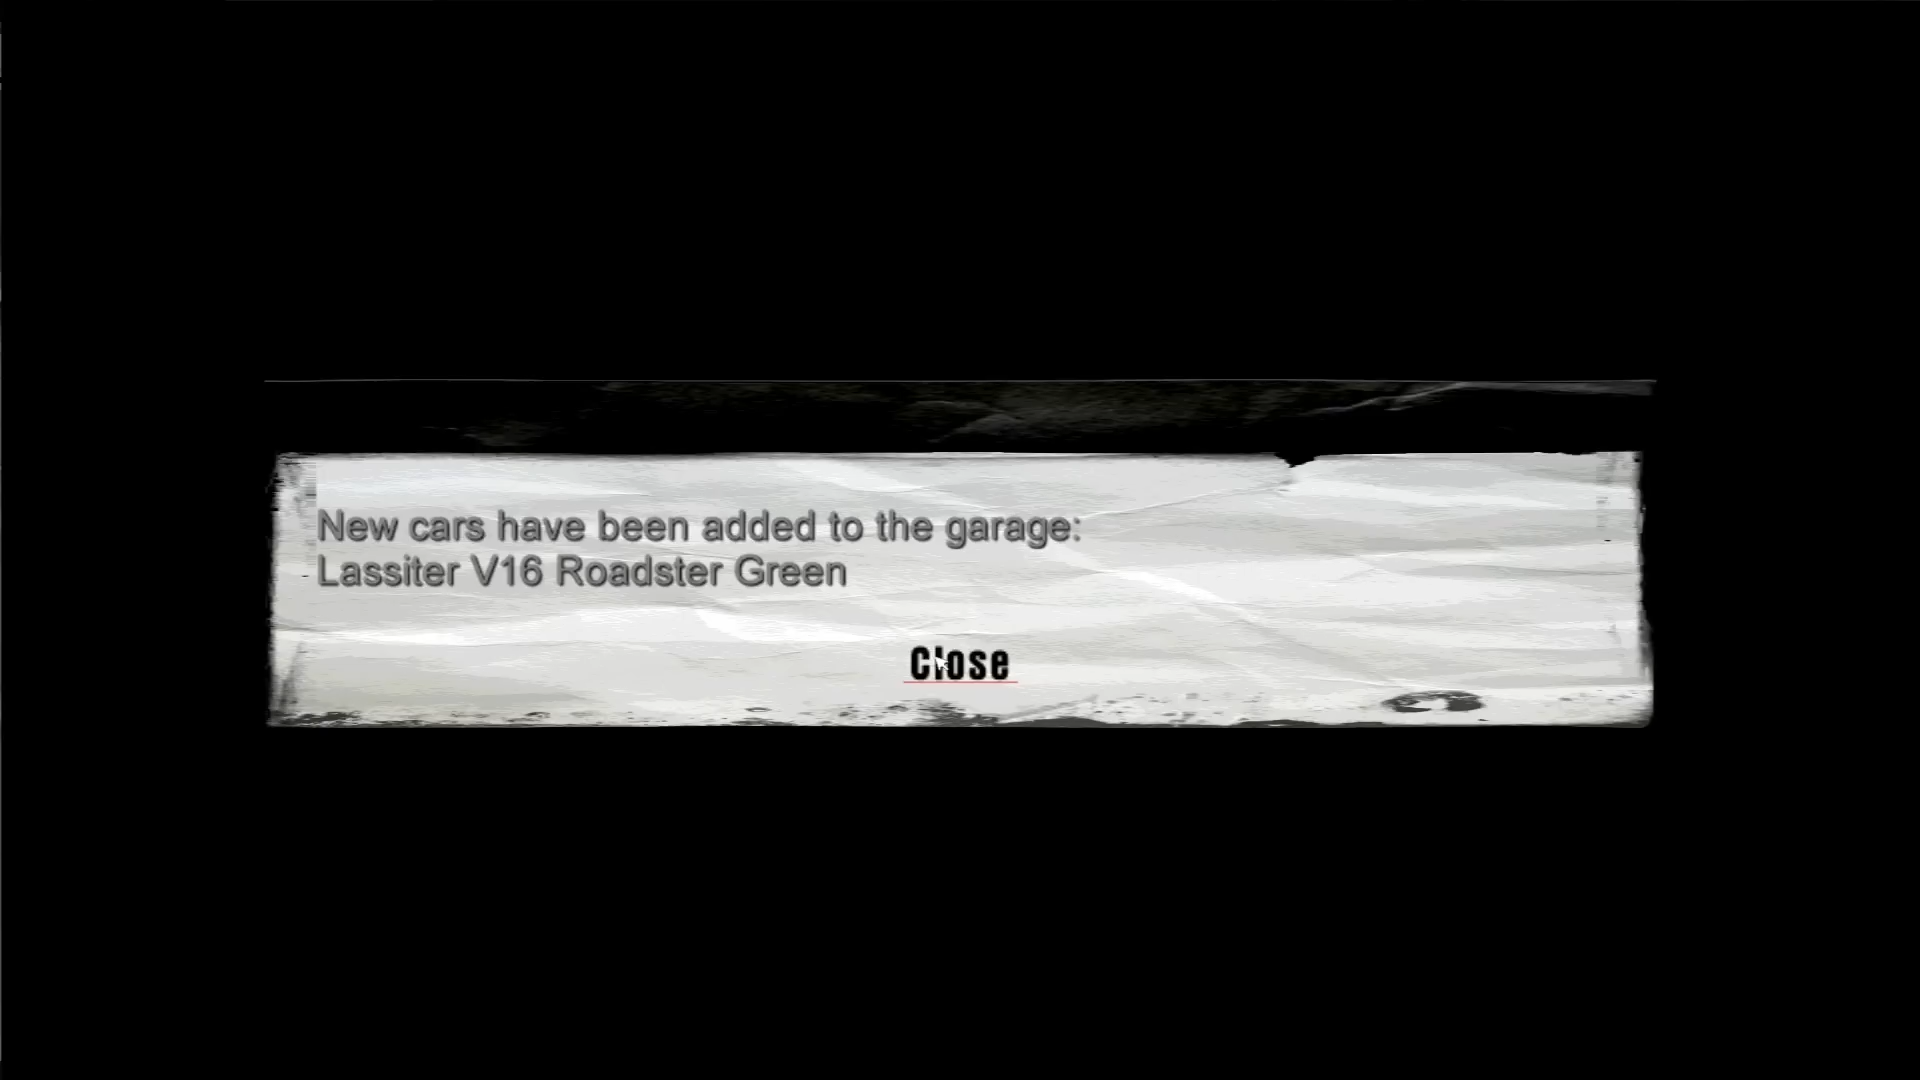 New cars have been added to the garage:
Lassiter V16 Roadster Green
Close